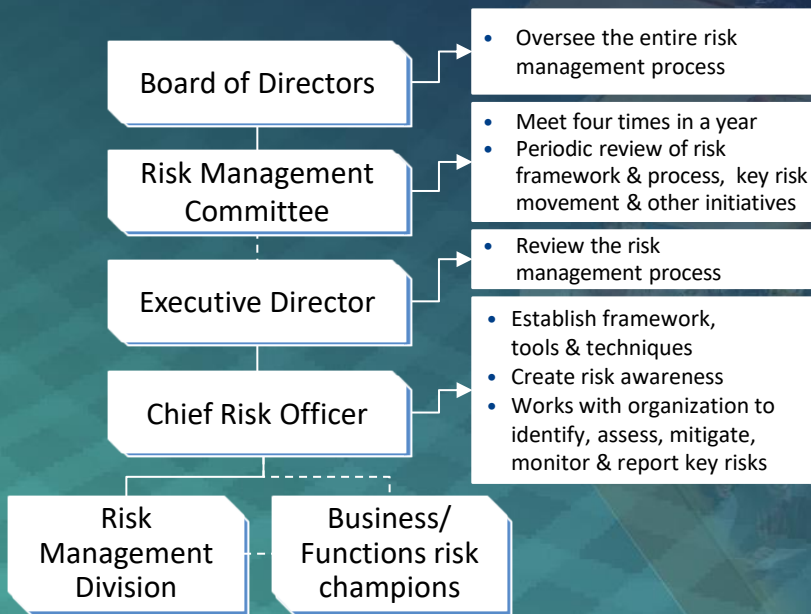 Board of Directors
• Oversee the entire risk
management process
Risk Management
Committee
• Meet four times in a year
• Periodic review of risk
framework & process, key risk
movement & other initiatives
Executive Director
• Review the risk
management process
Chief Risk Officer
• Establish framework,
tools & techniques
• Create risk awareness
• Works with organization to
identify, assess, mitigate,
monitor & report key risks
Risk
Management
Division
Business/
Functions risk
champions